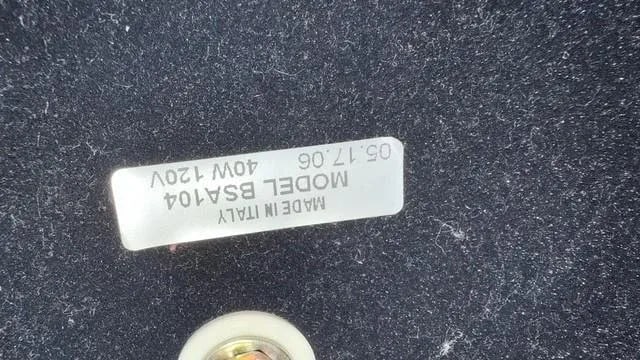 MADE IN ITALY
MODEL BSA104
40W 120V
05.17.06